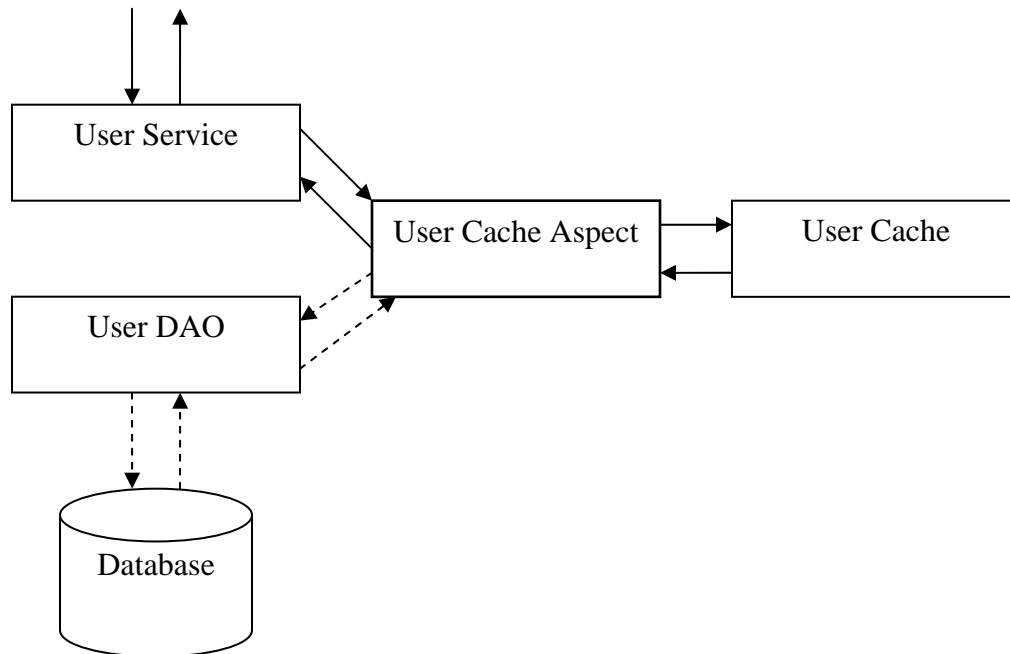 User Service
User Cache Aspect
User Cache
User DAO
Database